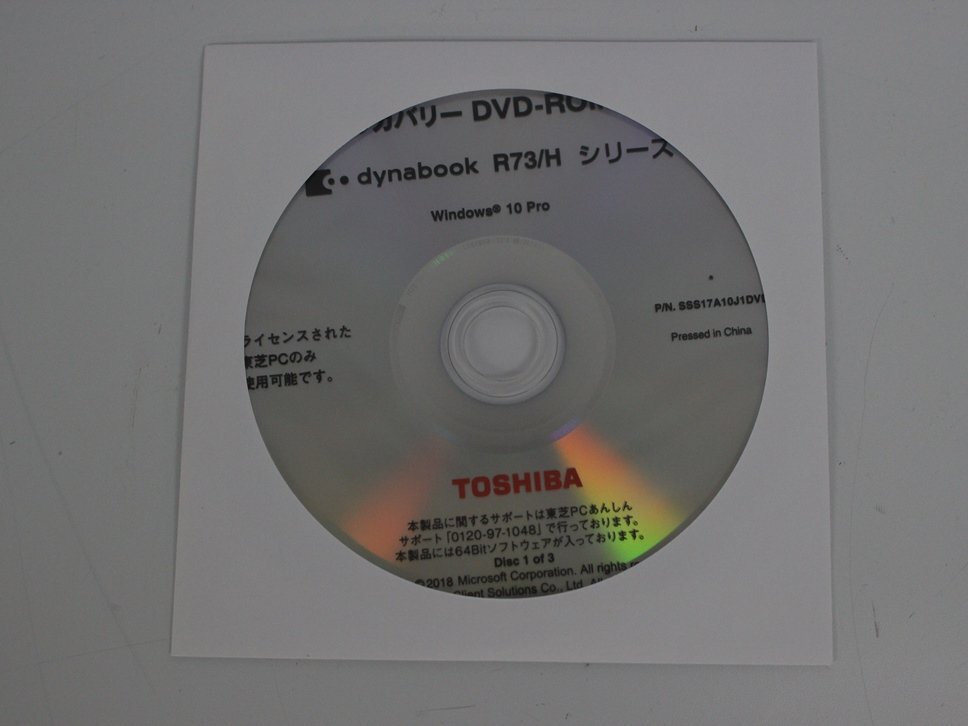 カバリー DVD-ROM
dynabook R73/H シリーズ
Windows® 10 Pro
P/N. SSS17A10J1DV
Pressed in China
ライセンスされた
東芝PCのみ
使用可能です。
TOSHIBA
本製品に関するサポートは東芝PCあんしん
サポート「0120-97-1048」で行っております。
本製品には64Bitソフトウェアが入っております。
Disc 1 of 3
©2018 Microsoft Corporation. All rights
Client Solutions Co., Ltd. All